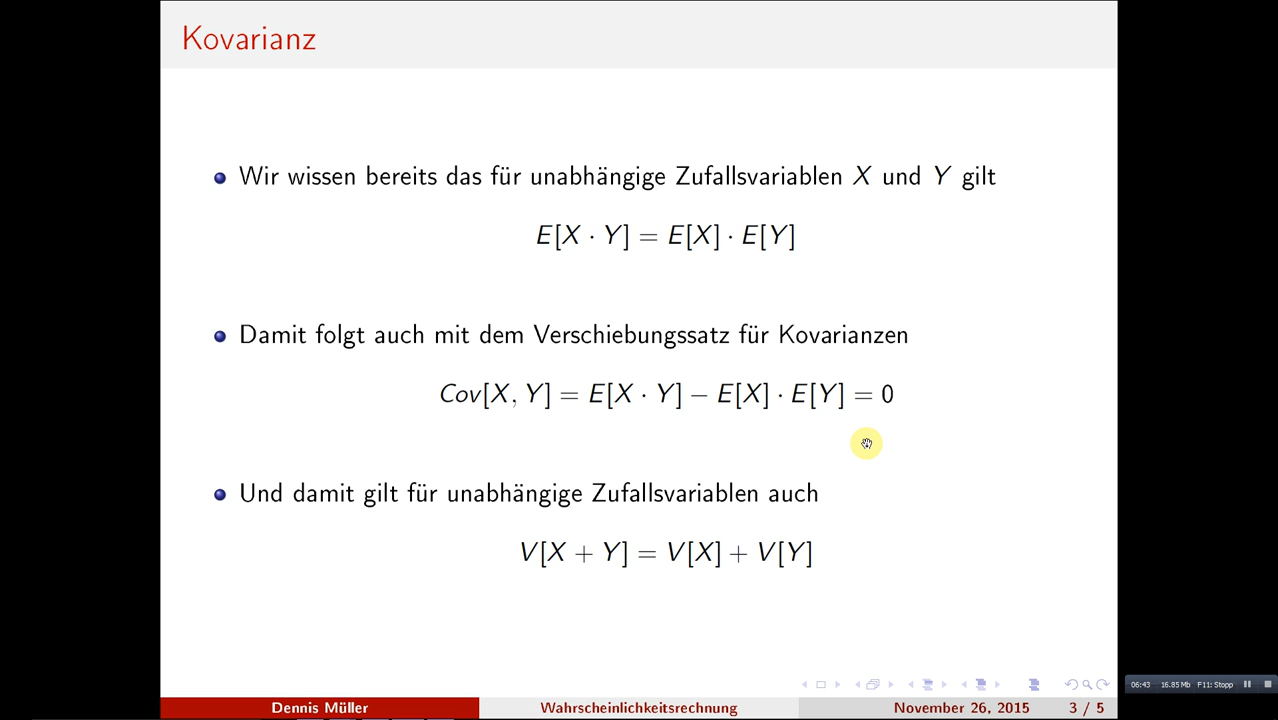 Kovarianz
Wir wissen bereits das für unabhängige Zufallsvariablen X und Y gilt
E[X · Y] = E[X] · E[Y]
Damit folgt auch mit dem Verschiebungssatz für Kovarianzen
Cov[X, Y] = E[X · Y] − E[X] · E[Y] = 0
Und damit gilt für unabhängige Zufallsvariablen auch
V[X + Y] = V[X] + V[Y]
06:43 16.85 Mb F11: Stopp
Dennis Müller Wahrscheinlichkeitsrechnung November 26, 2015 3 / 5